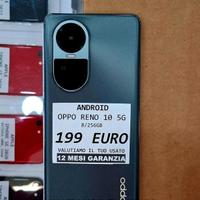 ANDROID
OPPO RENO 10 5G
8/256GB
199 EURO
VALUTIAMO IL TUO USATO
12 MESI GARANZIA
oppo